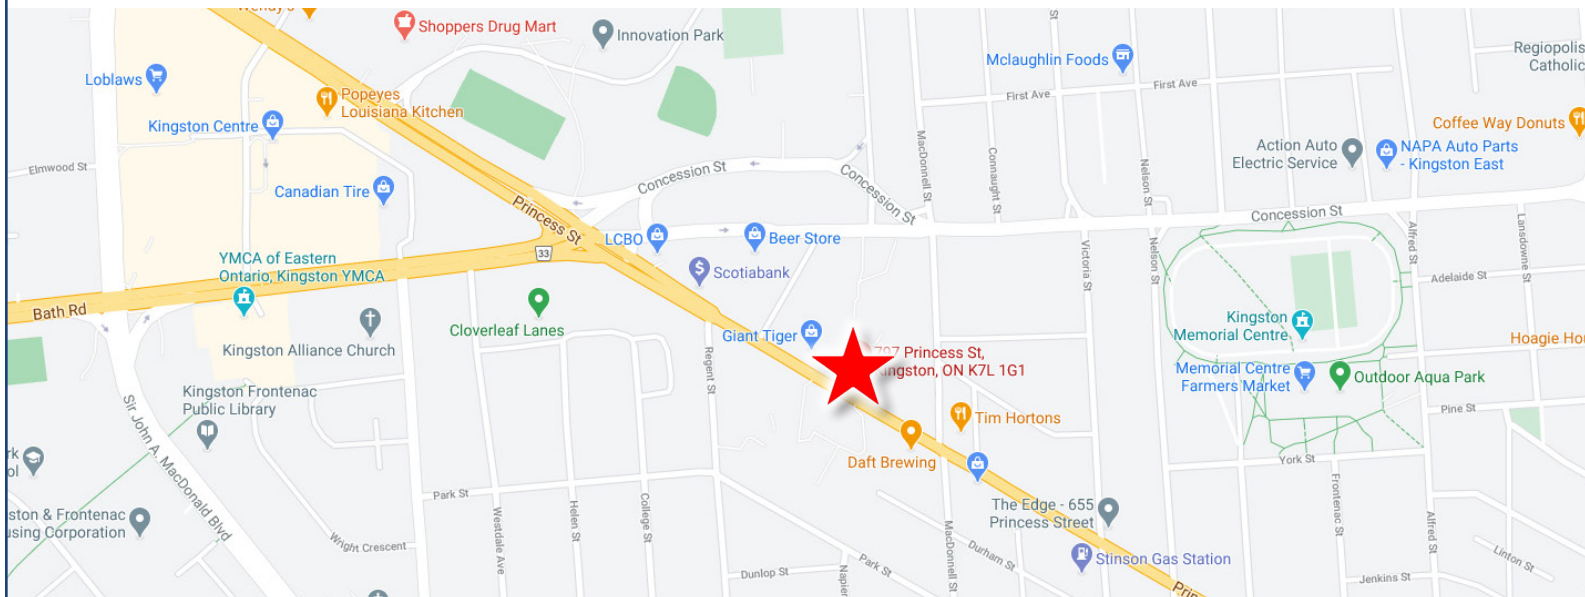 Wendy's
Shoppers Drug Mart
Innovation Park
Mclaughlin Foods
Regiopolis
Catholic
Loblaws
Popeyes
Louisiana Kitchen
First Ave
First Ave
Kingston Centre
Coffee Way Donuts
Action Auto
Electric Service
NAPA Auto Parts
- Kingston East
Elmwood St
Canadian Tire
Concession St
Concession St
MacDonnell St
Connaught St
Nelson St
St
Princess St
LCBO
Beer Store
Concession St
Alfred St
Lansdowne St
33
YMCA of Eastern
Ontario, Kingston YMCA
Scotiabank
Victoria St
Nelson St
Adelaide St
Bath Rd
Cloverleaf Lanes
Giant Tiger
Kingston
Memorial Centre
Hoagie Hou
Kingston Alliance Church
Regent St
Princess St,
ON K7L 1G1
Memorial Centre
Farmers Market
Outdoor Aqua Park
Kingston Frontenac
Public Library
Sir John A. MacDonald Blvd
Tim Hortons
Pine St
Daft Brewing
York St
Park St
Westdale Ave
Helen St
College St
The Edge - 655
Princess Street
Frontenac St
Alfred St
ston & Frontenac
using Corporation
Wright Crescent
MacDonnell St
Durham St
Park St
Stinson Gas Station
Linton St
Dunlop St
Napier
Jenkins St
Prin